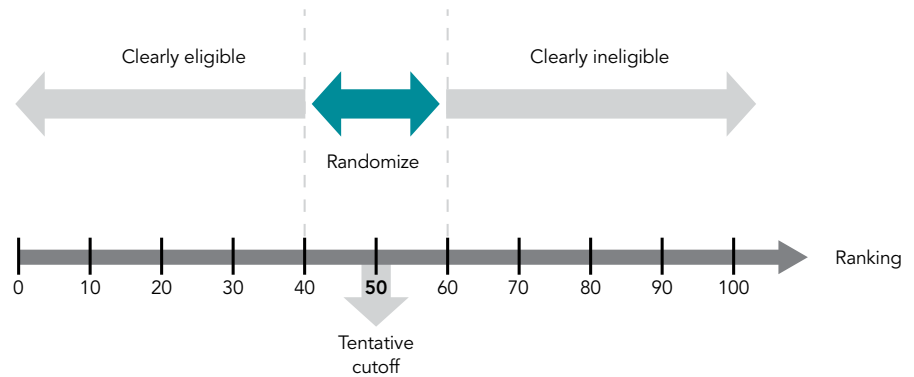 Clearly eligible
Clearly ineligible
Randomize
Ranking
0 10 20 30 40 50 60 70 80 90 100
Tentative
cutoff